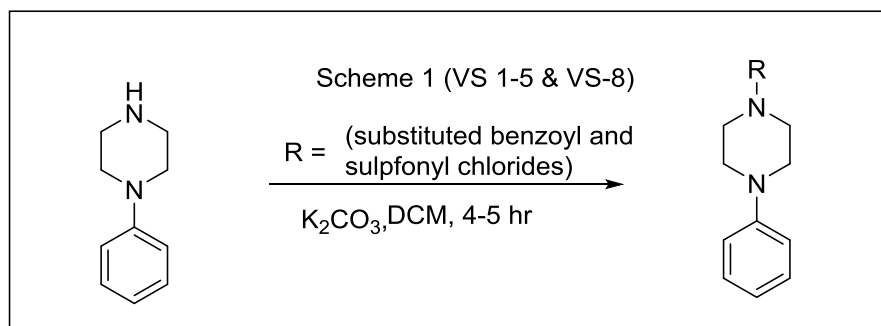 Scheme 1 (VS 1-5 & VS-8)
H
N
N
R = (substituted benzoyl and
sulpfonyl chlorides)
K₂CO₃,DCM, 4-5 hr
R
N
N